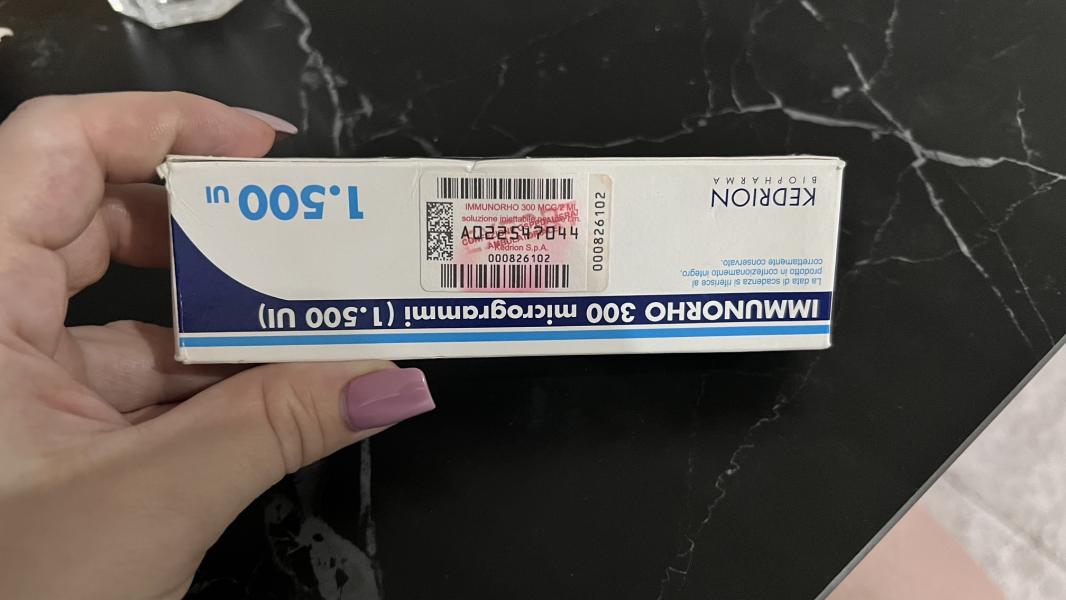 KEDRION
BIOPHARMA
1.500 UI
La data di scadenza si riferisce al
prodotto in confezionamento integro,
correttamente conservato.
IMMUNORHO 300 microgrammi (1.500 UI)
IMMUNORHO 300 MCG/2 ML
soluzione iniettabile
A022547044
Kedrion S.p.A.
000826102
000826102